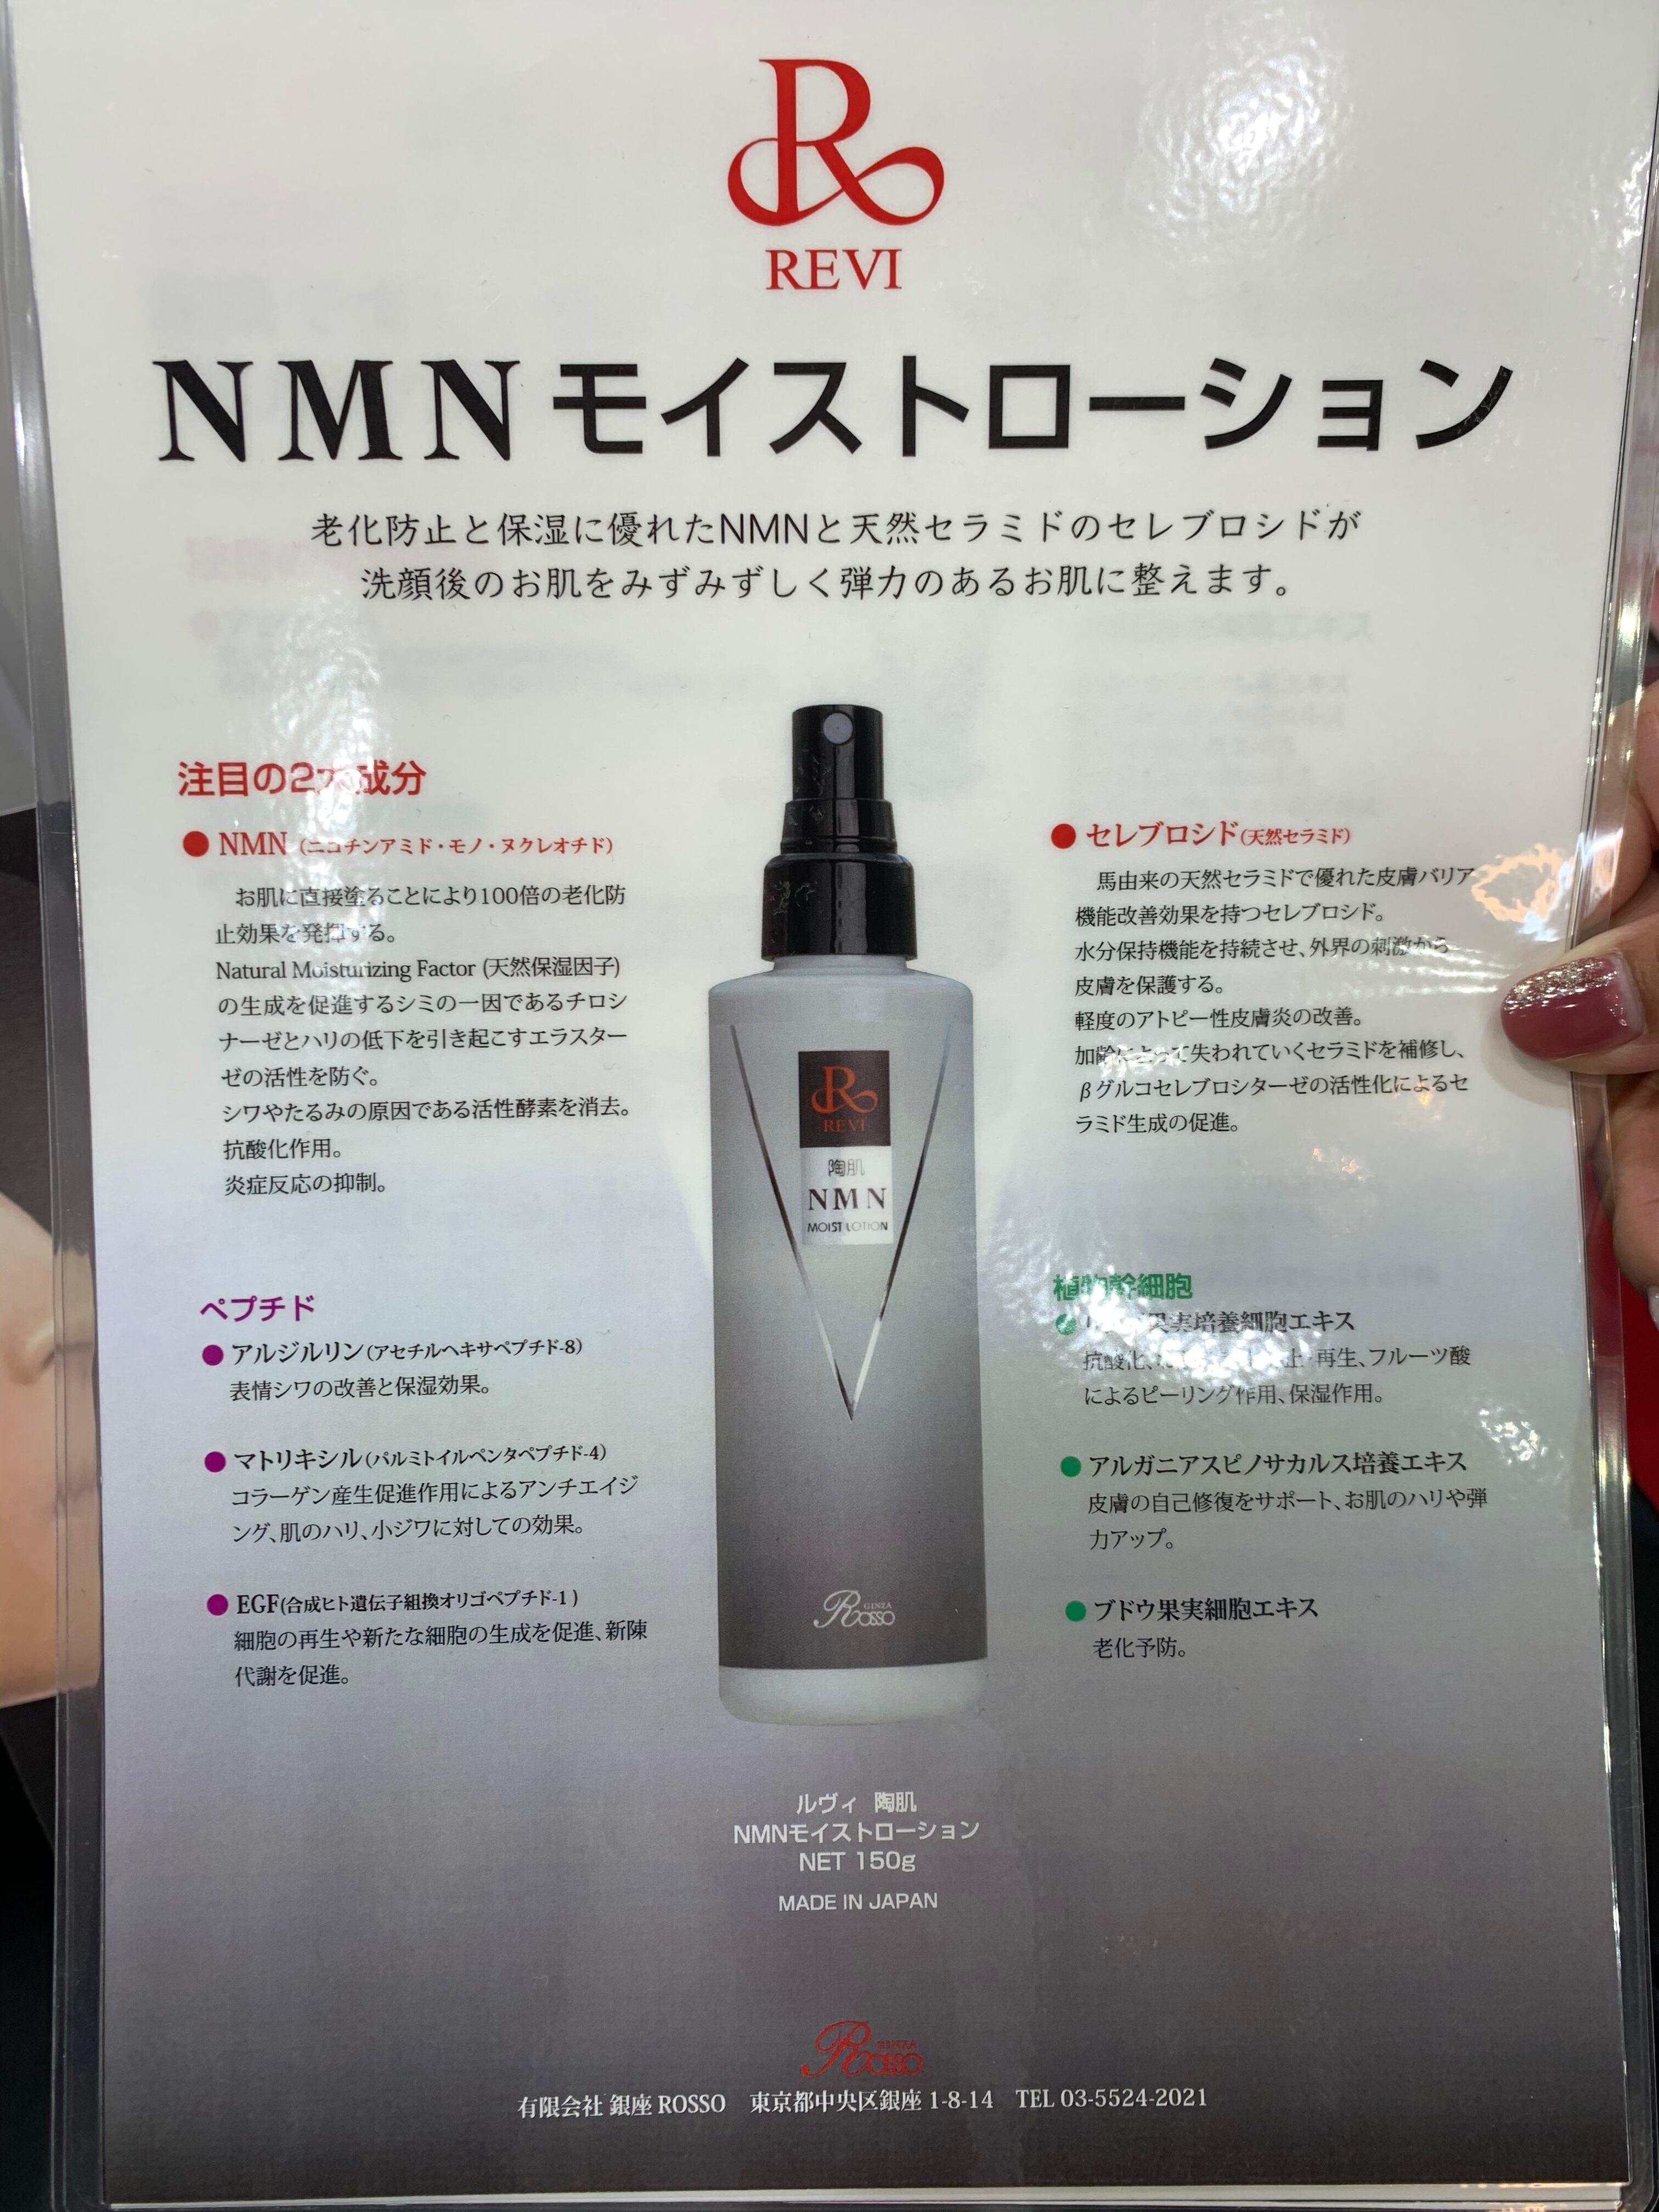 R
REVI
NMNモイストローション
老化防止と保湿に優れたNMNと天然セラミドのセレブロシドが
洗顔後のお肌をみずみずしく弾力のあるお肌に整えます。
注目の2大成分
● NMN (ニコチンアミド・モノ・ヌクレオチド)
お肌に直接塗ることにより100倍の老化防
止効果を発揮する。
Natural Moisturizing Factor (天然保湿因子)
の生成を促進するシミの一因であるチロシ
ナーゼとハリの低下を引き起こすエラスター
ゼの活性を防ぐ。
シワやたるみの原因である活性酵素を消去。
抗酸化作用。
炎症反応の抑制。
● セレブロシド(天然セラミド)
馬由来の天然セラミドで優れた皮膚バリア
機能改善効果を持つセレブロシド。
水分保持機能を持続させ、外界の刺激から
皮膚を保護する。
軽度のアトピー性皮膚炎の改善。
加齢によって失われていくセラミドを補修し、
βグルコセレブロシターゼの活性化によるセ
ラミド生成の促進。
ペプチド
● アルジルリン(アセチルヘキサペプチド-8)
表情シワの改善と保湿効果。
● マトリキシル(パルミトイルペンタペプチド-4)
コラーゲン産生促進作用によるアンチエイジ
ング、肌のハリ、小ジワに対しての効果。
● EGF(合成ヒト遺伝子組換オリゴペプチド-1)
細胞の再生や新たな細胞の生成を促進、新陳
代謝を促進。
植物幹細胞
果実培養細胞エキス
抗酸化、 再生、フルーツ酸
によるピーリング作用、保湿作用。
● アルガニアスピノサカルス培養エキス
皮膚の自己修復をサポート、お肌のハリや弾
力アップ。
● ブドウ果実細胞エキス
老化予防。
R
REVI
陶肌
NMN
MOIST LOTION
GINZA
Rosso
ルヴィ 陶肌
NMNモイストローション
NET 150g
MADE IN JAPAN
GINZA
Rosso
有限会社 銀座 ROSSO 東京都中央区銀座 1-8-14 TEL 03-5524-2021